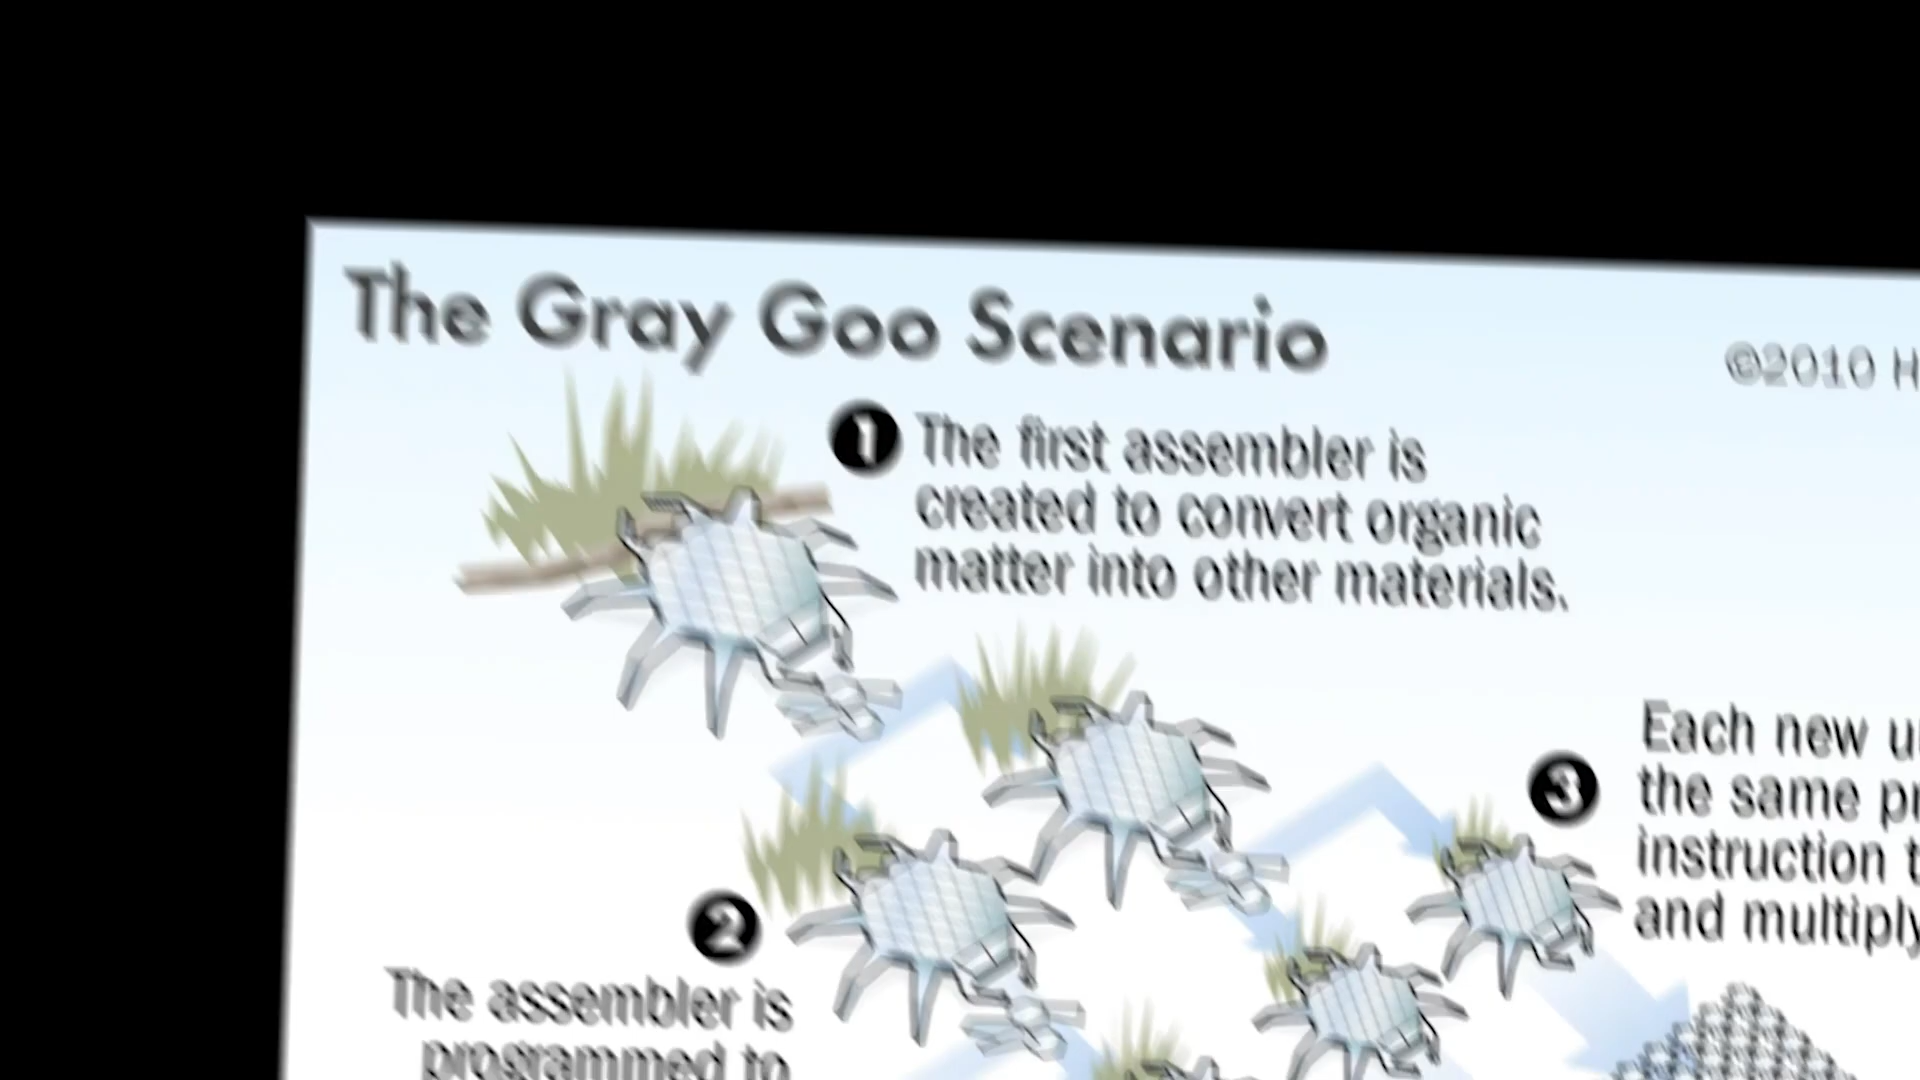 The Gray Goo Scenario
©2010 H
1 The first assembler is
created to convert organic
matter into other materials.
3
Each new
the same
instruction
and multiply
2
The assembler is
programmed to